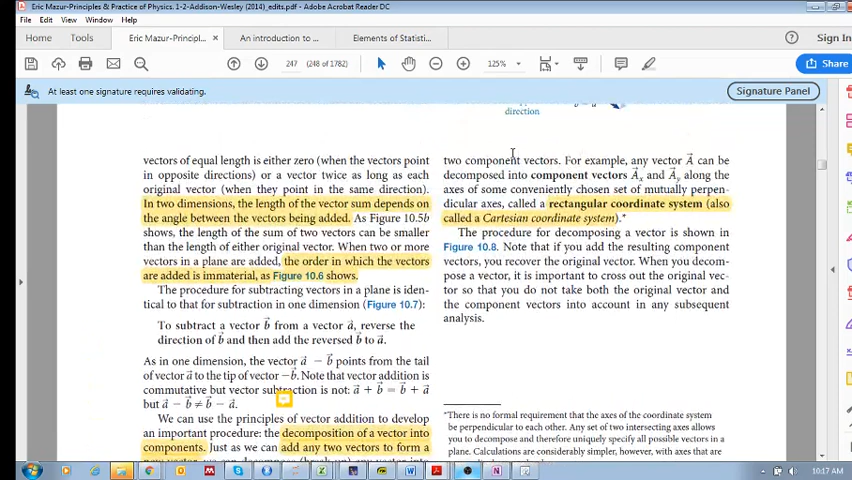 Eric Mazur-Principles & Practice of Physics. 1-2-Addison-Wesley (2014)_edits.pdf - Adobe Acrobat Reader DC
File Edit View Window Help
Home Tools Eric Mazur-Principl... × An introduction to ... Elements of Statisti... Sign In
247 (248 of 1782) 125% Share
At least one signature requires validating. Signature Panel
direction
vectors of equal length is either zero (when the vectors point
in opposite directions) or a vector twice as long as each
original vector (when they point in the same direction).
In two dimensions, the length of the vector sum depends on
the angle between the vectors being added. As Figure 10.5b
shows, the length of the sum of two vectors can be smaller
than the length of either original vector. When two or more
vectors in a plane are added, the order in which the vectors
are added is immaterial, as Figure 10.6 shows.
The procedure for subtracting vectors in a plane is iden-
tical to that for subtraction in one dimension (Figure 10.7):
To subtract a vector b⃗ from a vector a⃗, reverse the
direction of b⃗ and then add the reversed b⃗ to a⃗.
As in one dimension, the vector a⃗ − b⃗ points from the tail
of vector a⃗ to the tip of vector −b⃗. Note that vector addition is
commutative but vector subtraction is not: a⃗ + b⃗ = b⃗ + a⃗
but a⃗ − b⃗ ≠ b⃗ − a⃗.
We can use the principles of vector addition to develop
an important procedure: the decomposition of a vector into
components. Just as we can add any two vectors to form a
two component vectors. For example, any vector A⃗ can be
decomposed into component vectors A⃗x and A⃗y along the
axes of some conveniently chosen set of mutually perpen-
dicular axes, called a rectangular coordinate system (also
called a Cartesian coordinate system).*
The procedure for decomposing a vector is shown in
Figure 10.8. Note that if you add the resulting component
vectors, you recover the original vector. When you decom-
pose a vector, it is important to cross out the original vec-
tor so that you do not take both the original vector and
the component vectors into account in any subsequent
analysis.
*There is no formal requirement that the axes of the coordinate system
be perpendicular to each other. Any set of two intersecting axes allows
you to decompose and therefore uniquely specify all possible vectors in a
plane. Calculations are considerably simpler, however, with axes that are
10:17 AM